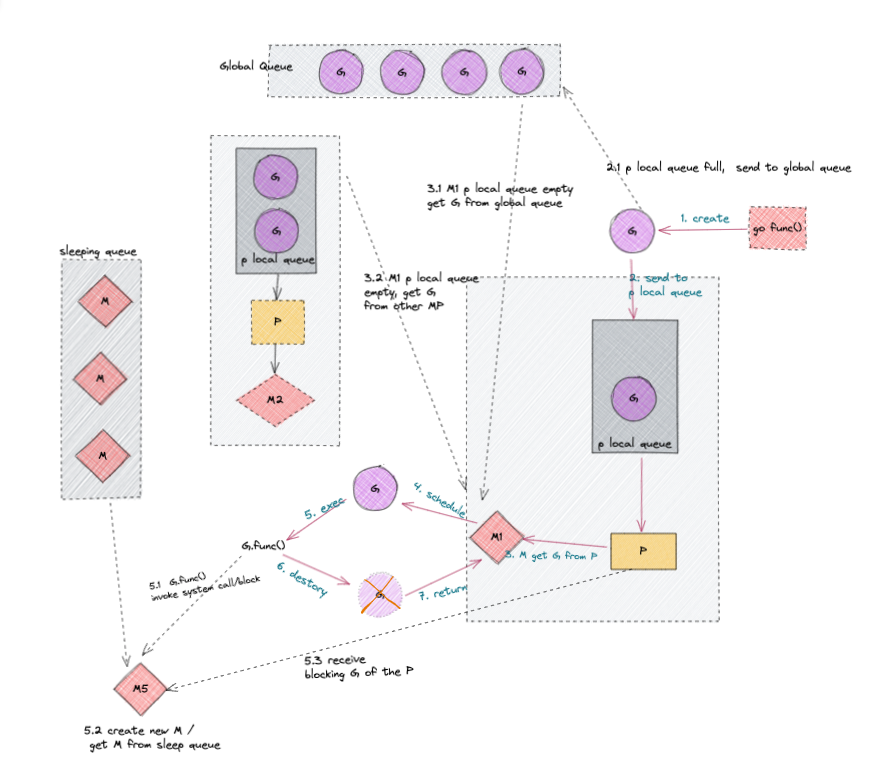 Global Queue
G
G
G
G
2.1 p local queue full, send to global queue
3.1 M1 p local queue empty
get G from global queue
G
1. create
go func()
G
G
p local queue
sleeping queue
M
M
M
3.2 M1 p local queue
empty, get G
from other MP
2. send to
p local queue
P
M2
G
p local queue
G
4. schedule
5. exec
M1
3. M get G from P
P
G.func()
6. destory
G
7. return
5.1 G.func()
invoke system call/block
5.3 receive
blocking G of the P
M5
5.2 create new M /
get M from sleep queue